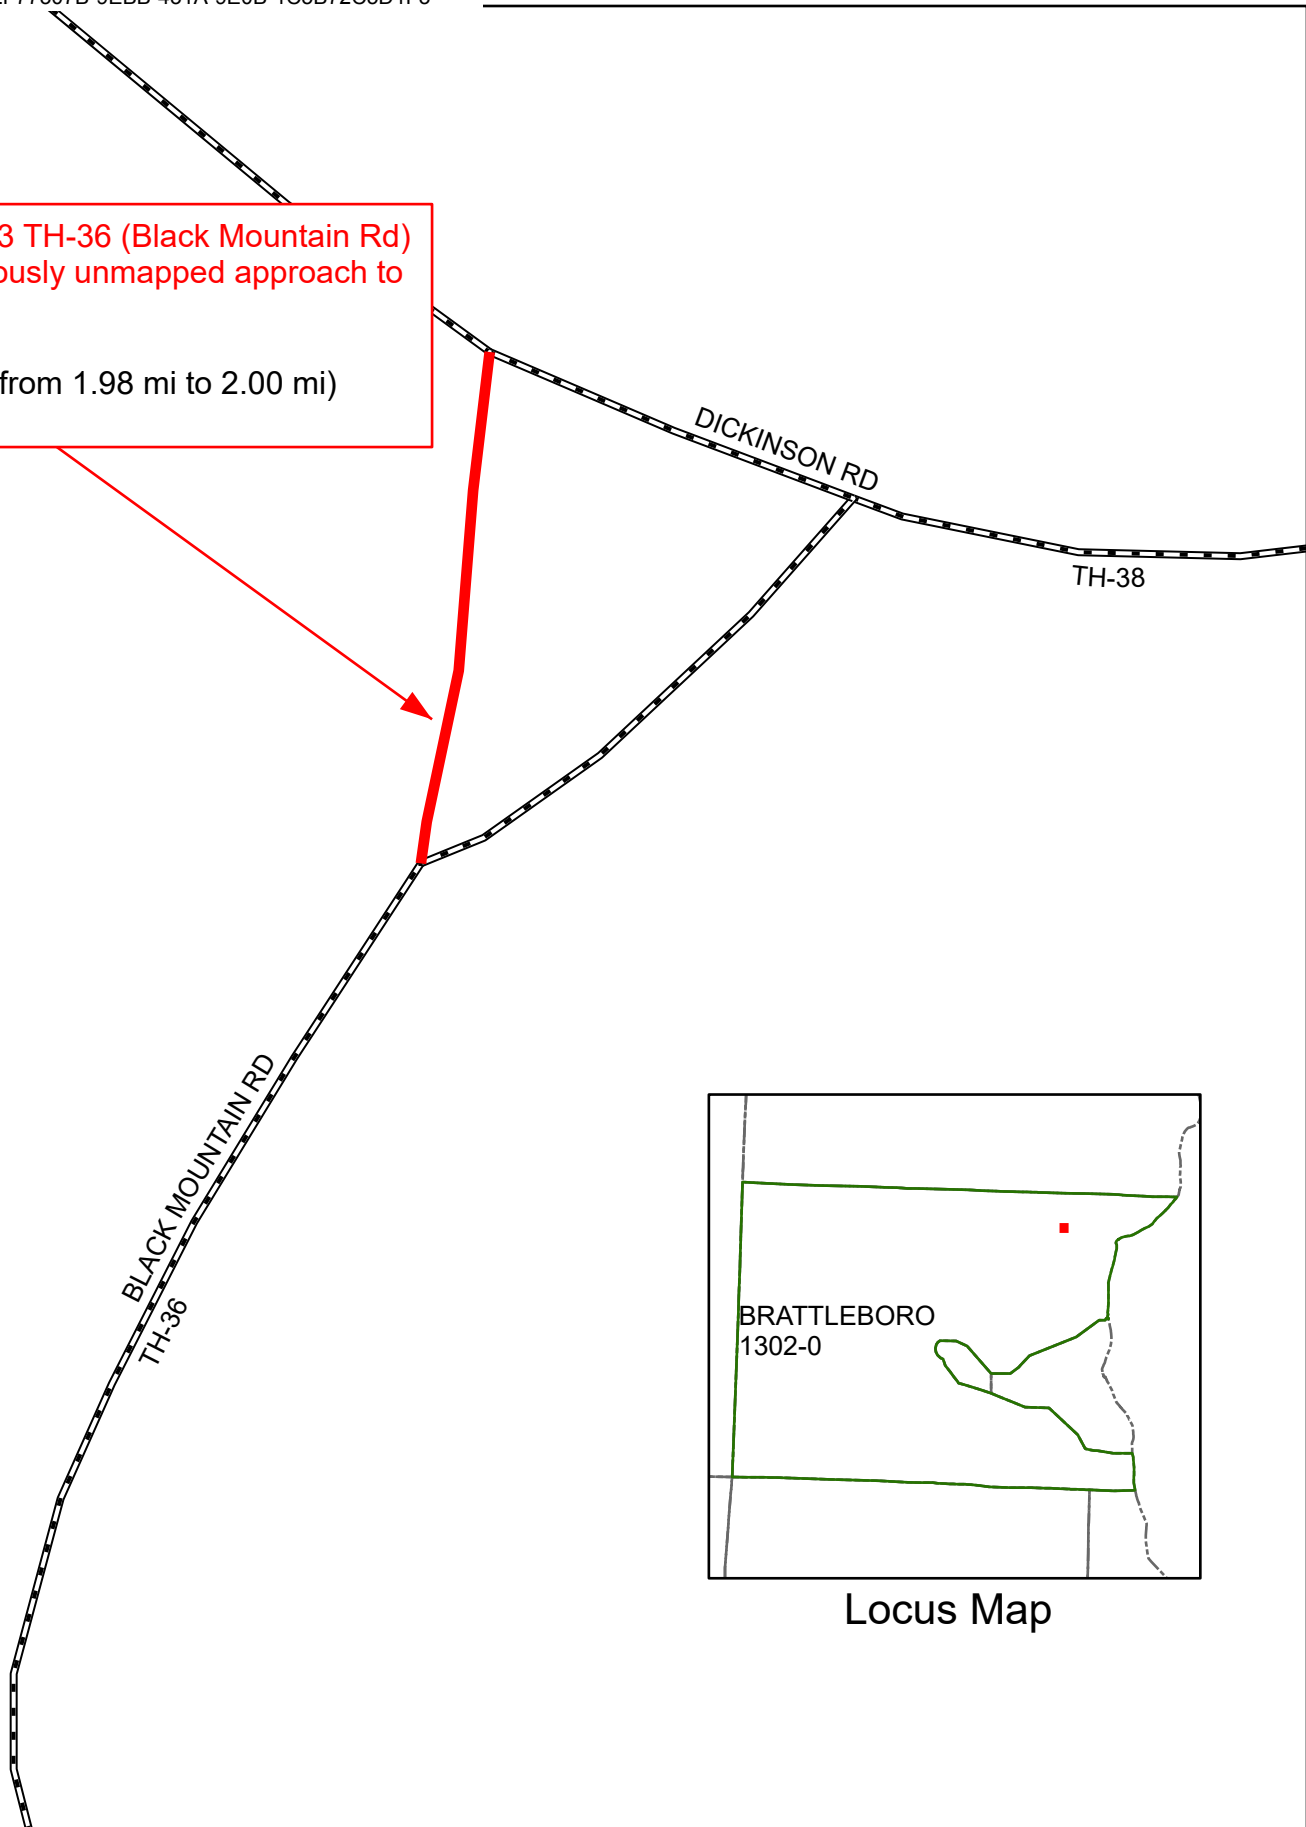 3 TH-36 (Black Mountain Rd)
unmapped approach to
from 1.98 mi to 2.00 mi)
DICKINSON RD
TH-38
BLACK MOUNTAIN RD
TH-36
BRATTLEBORO
1302-0
Locus Map